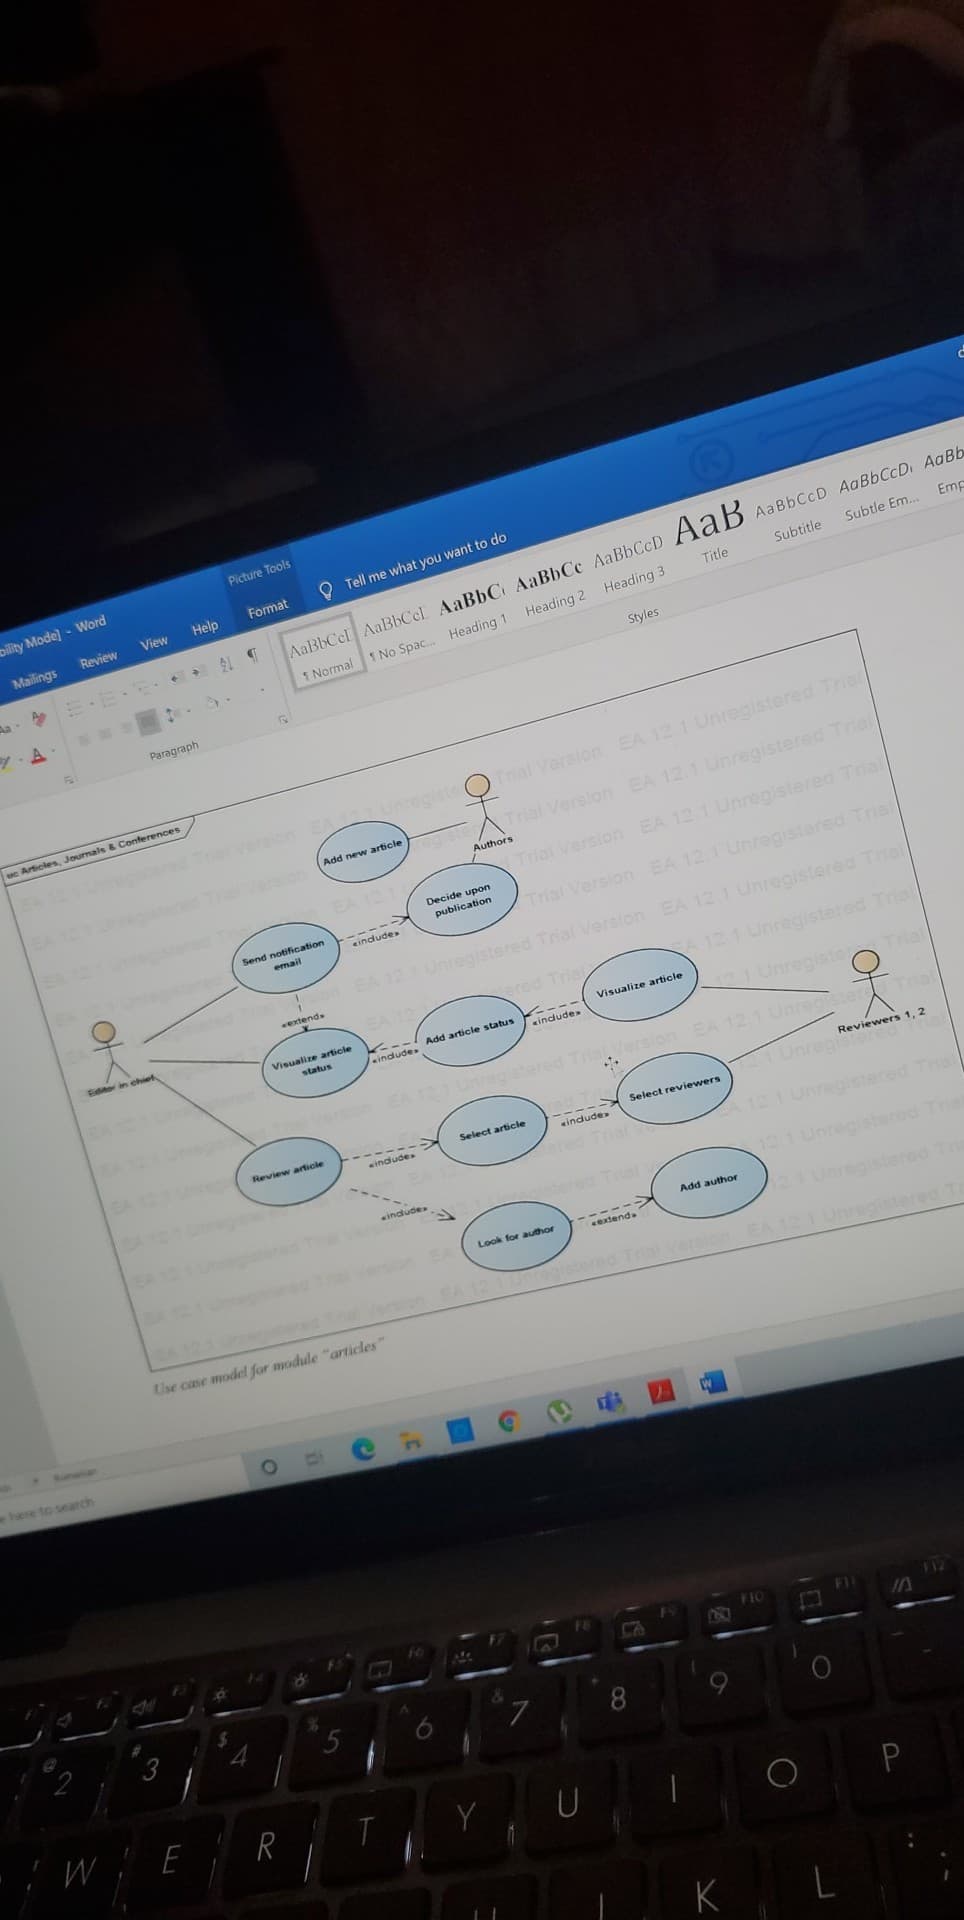 bility Mode] - Word
Picture Tools
Mailings
Review
View
Help
Format
Tell me what you want to do
Aa
AaBbCcI
¶ Normal
AaBbCcI
¶ No Spac...
AaBbC
Heading 1
AaBbCc
Heading 2
AaBbCcD
Heading 3
AaB
Title
AaBbCcD
Subtitle
AaBbCcD
Subtle Em...
AaBb
Emp
Paragraph
Styles
uc Articles, Journals & Conferences
EA 12.1 Unregistered Trial Version
Authors
Add new article
Decide upon
publication
Send notification
email
«include»
«extend»
Visualize article
Reviewers 1, 2
Editor in chief
Visualize article
status
«include»
Add article status
«include»
Select reviewers
Select article
«include»
Review article
«include»
Add author
«include»
Look for author
«extend»
Use case model for module "articles"
here to search
F5
F7
F9
F10
F11
F12
@ 2
# 3
$ 4
% 5
^ 6
& 7
8
9
0
W E R T Y U I O P
K L